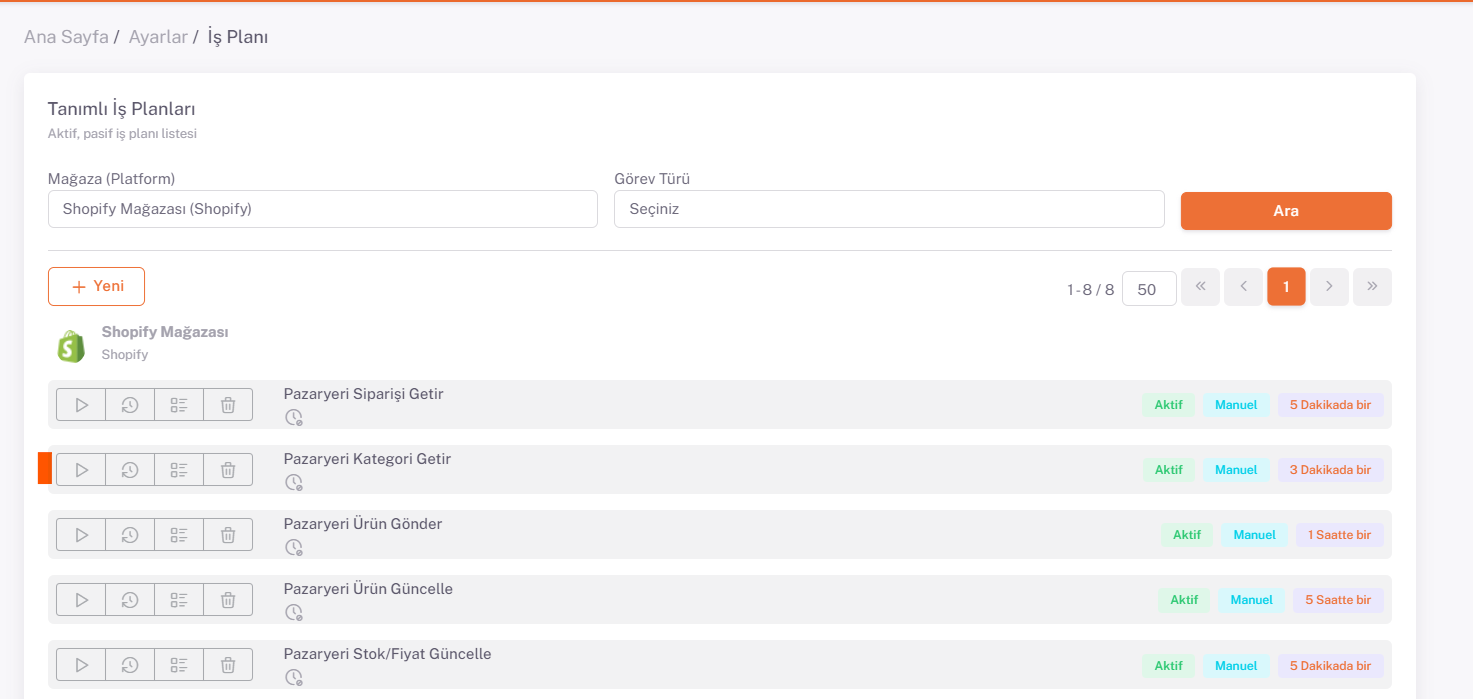 Ana Sayfa / Ayarlar / İş Planı
Tanımlı İş Planları
Aktif, pasif iş planı listesi
Mağaza (Platform) Görev Türü
Shopify Mağazası (Shopify) Seçiniz Ara
+ Yeni 1 - 8 / 8 50 « < 1 > »
Shopify Mağazası
Shopify
Pazaryeri Siparişi Getir Aktif Manuel 5 Dakikada bir
Pazaryeri Kategori Getir Aktif Manuel 3 Dakikada bir
Pazaryeri Ürün Gönder Aktif Manuel 1 Saatte bir
Pazaryeri Ürün Güncelle Aktif Manuel 5 Saatte bir
Pazaryeri Stok/Fiyat Güncelle Aktif Manuel 5 Dakikada bir